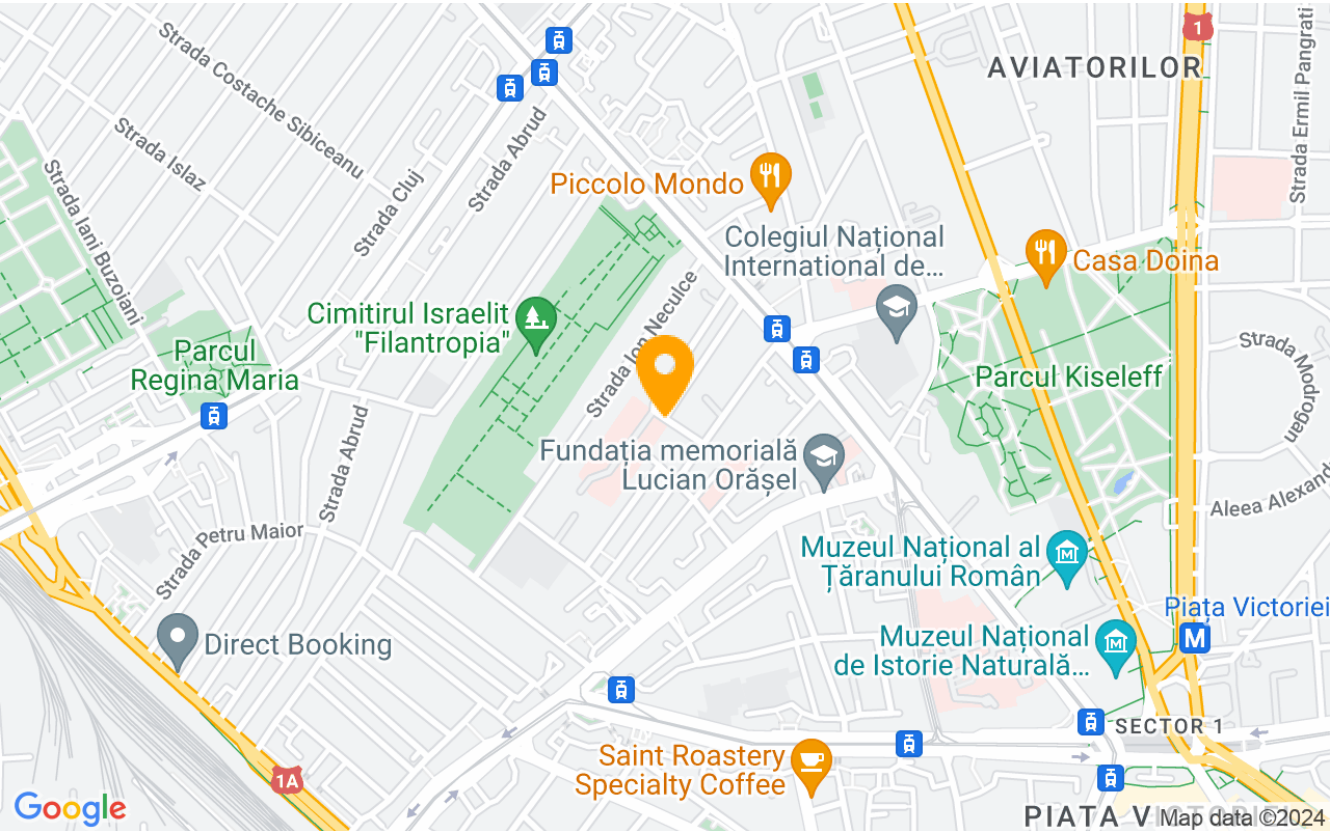 1
AVIATORILOR
Strada Ermil Pangrati
Strada Costache Sibiceanu
Strada Islaz
Strada Abrud
Strada Cluj
Strada Iani Buzoiani
Piccolo Mondo
Colegiul Național
International de...
Casa Doina
Cimitirul Israelit
"Filantropia"
Strada Ion Neculce
Parcul
Regina Maria
Parcul Kiseleff
Strada Modrogan
Strada Abrud
Fundația memorială
Lucian Orășel
Aleea Alexand
Strada Petru Maior
Muzeul Național al
Țăranului Român
Piața Victoriei
M
Direct Booking
Muzeul Național
de Istorie Naturală...
SECTOR 1
Saint Roastery
Specialty Coffee
1A
Google
PIAȚA V
Map data ©2024